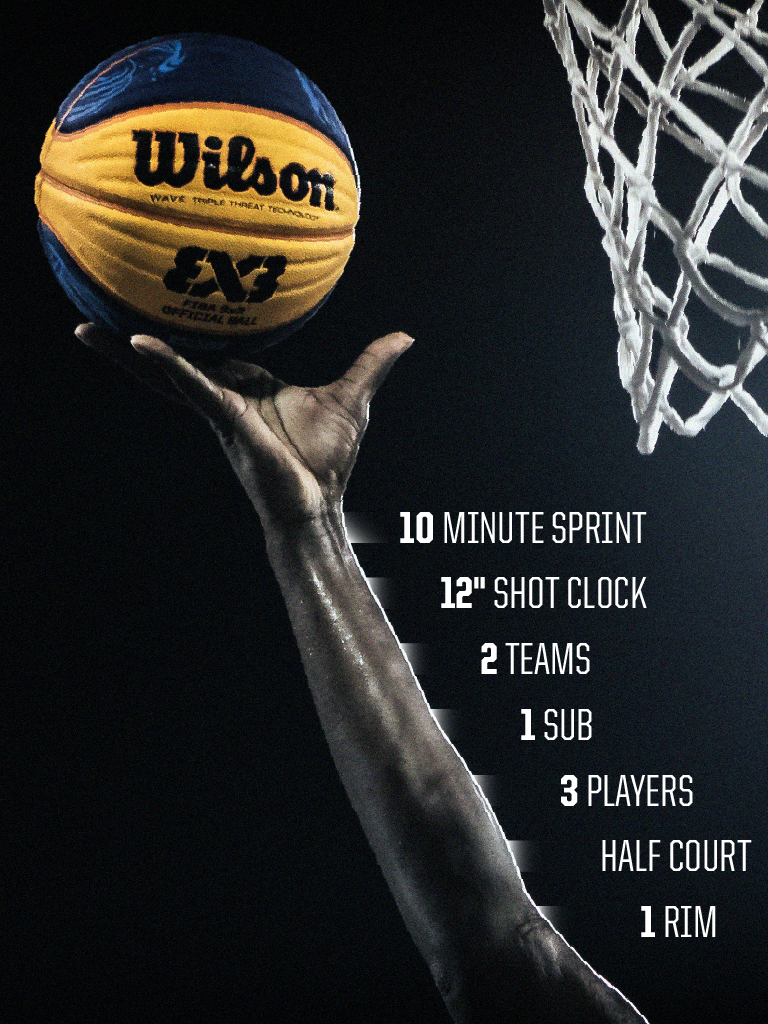 Wilson
WAVE TRIPLE THREAT TECHNOLOGY
3X3
FIBA 3x3
OFFICIAL BALL
10 MINUTE SPRINT
12" SHOT CLOCK
2 TEAMS
1 SUB
3 PLAYERS
HALF COURT
1 RIM